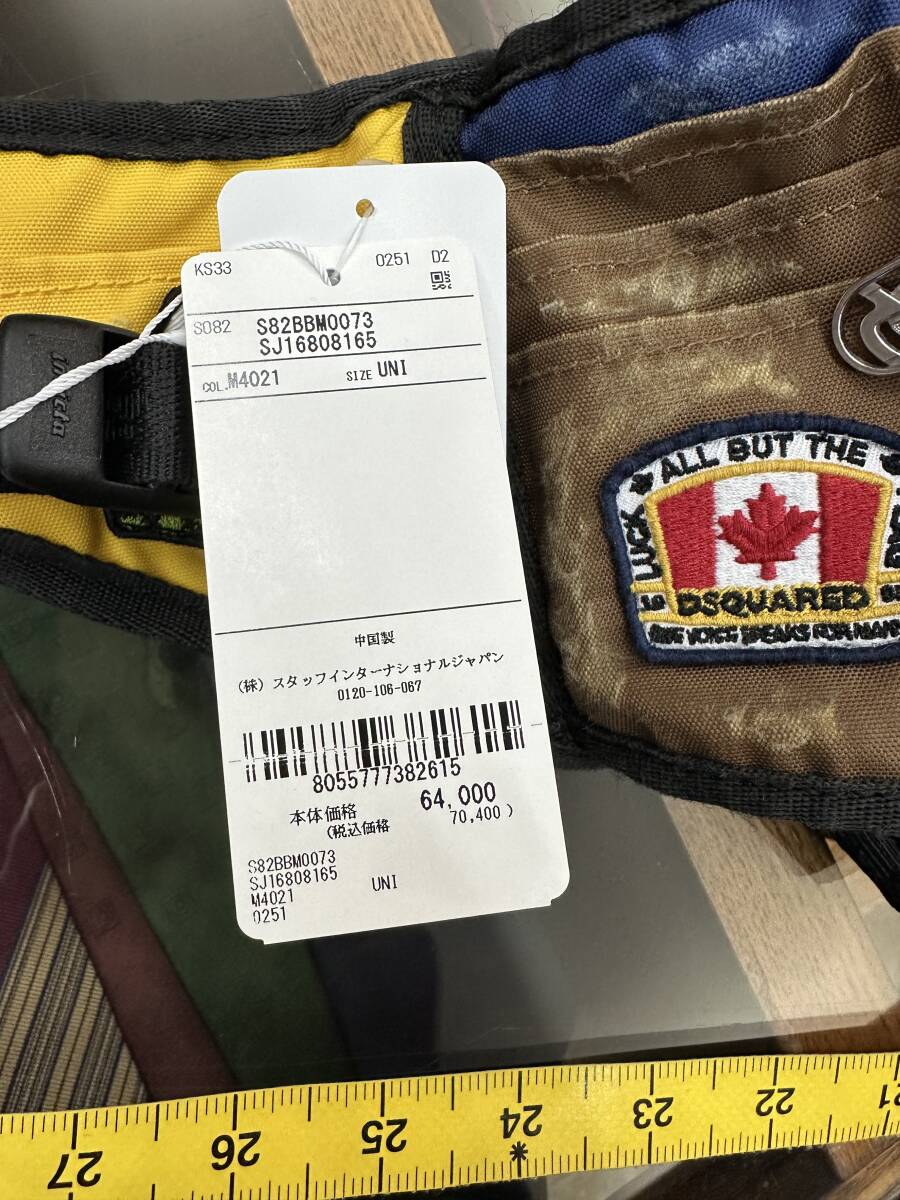 KS33 0251 D2
S082 S82BBM0073
SJ16808165
COL.M4021 SIZE UNI
中国製
(株) スタッフインターナショナルジャパン
0120-106-067
8055777382615
本体価格 64,000
(税込価格 70,400 )
S82BBM0073
SJ16808165
M4021 UNI
0251
LUCK ALL BUT THE
DSQUARED
27 26 25 24 23 22 21